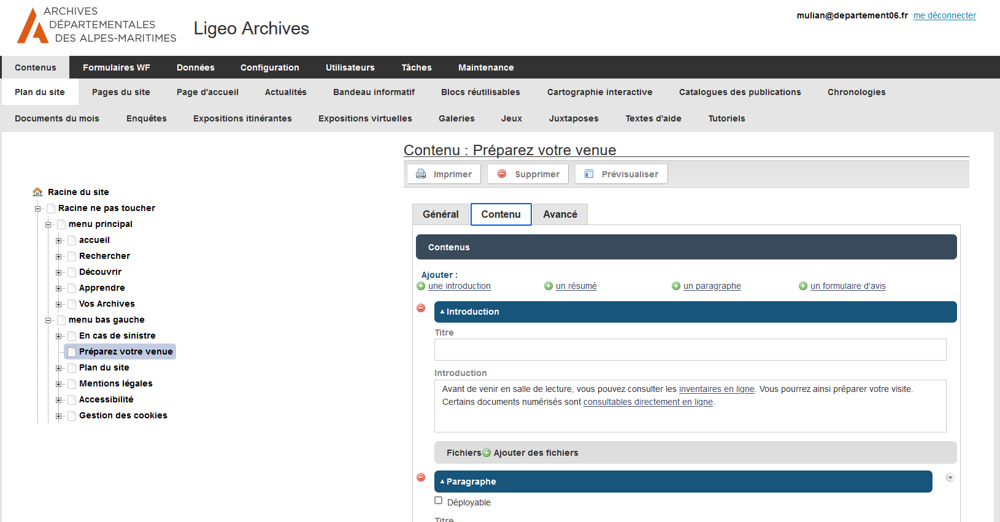 ARCHIVES
DÉPARTEMENTALES
DES ALPES-MARITIMES
Ligeo Archives
mulian@departement06.fr me déconnecter
Contenus Formulaires WF Données Configuration Utilisateurs Tâches Maintenance
Plan du site Pages du site Page d'accueil Actualités Bandeau informatif Blocs réutilisables Cartographie interactive Catalogues des publications Chronologies
Documents du mois Enquêtes Expositions itinérantes Expositions virtuelles Galeries Jeux Juxtaposes Textes d'aide Tutoriels
Racine du site
Racine ne pas toucher
menu principal
accueil
Rechercher
Découvrir
Apprendre
Vos Archives
menu bas gauche
En cas de sinistre
Préparez votre venue
Plan du site
Mentions légales
Accessibilité
Gestion des cookies
Contenu : Préparez votre venue
Imprimer Supprimer Prévisualiser
Général Contenu Avancé
Contenus
Ajouter :
une introduction un résumé un paragraphe un formulaire d'avis
Introduction
Titre
Introduction
Avant de venir en salle de lecture, vous pouvez consulter les inventaires en ligne. Vous pourrez ainsi préparer votre visite.
Certains documents numérisés sont consultables directement en ligne.
Fichiers Ajouter des fichiers
Paragraphe
Déployable
Titre